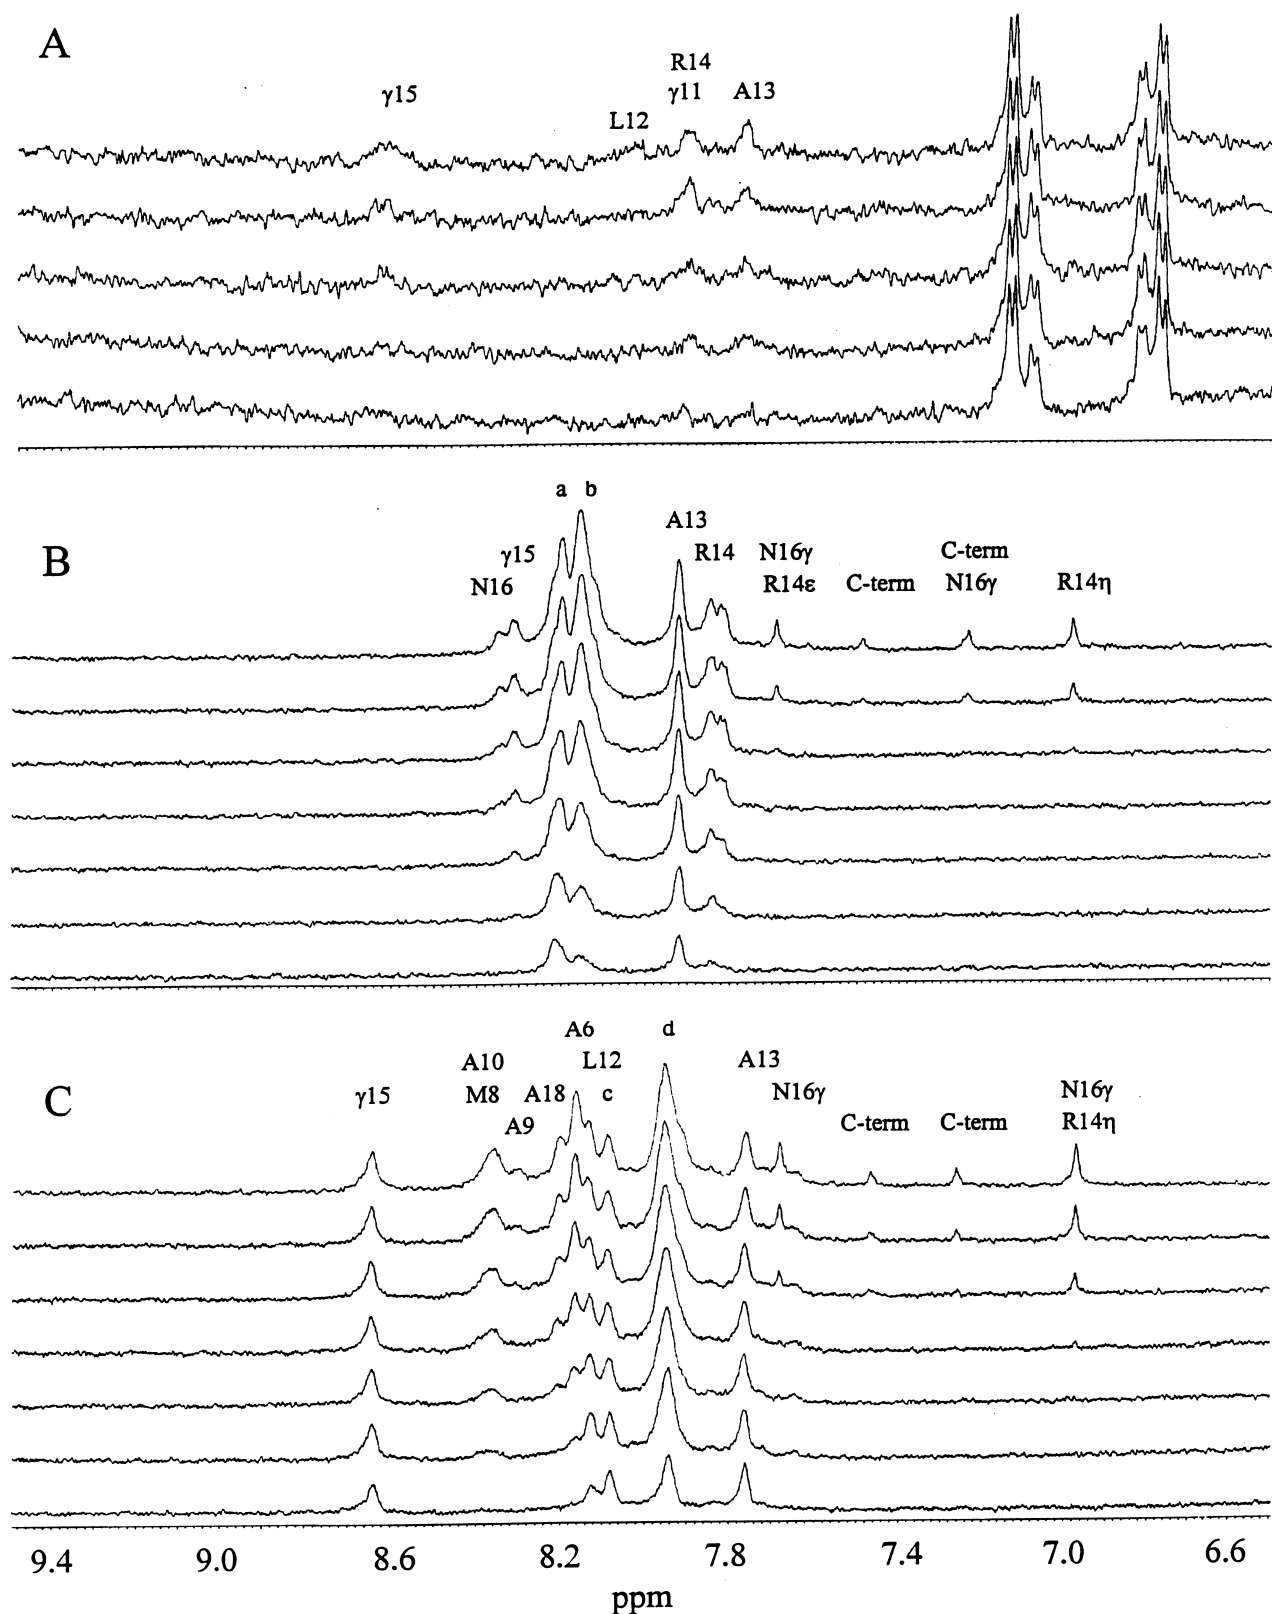 A
R14
γ15 γ11 A13
L12
B
a b
A13
γ15 R14 N16γ C-term
N16 R14ε C-term N16γ R14η
C
A6 d
A10 L12 A13
γ15 M8 A18 c N16γ N16γ
A9 C-term C-term R14η
9.4 9.0 8.6 8.2 7.8 7.4 7.0 6.6
ppm